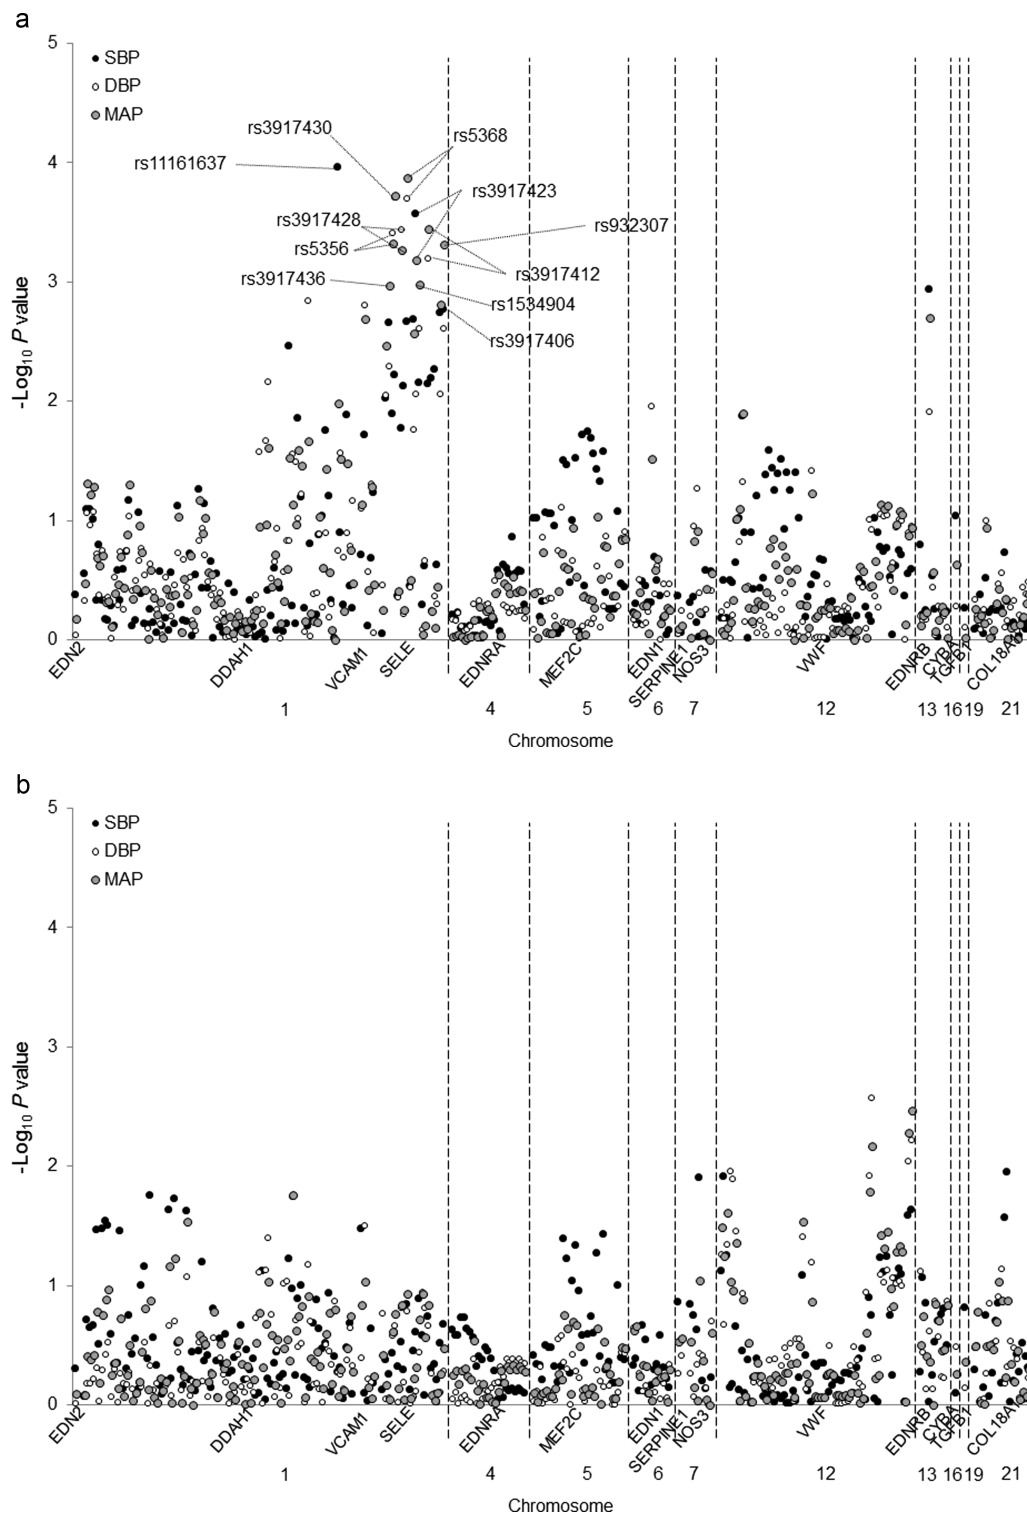 a
5
4
3
2
1
0
-Log10 P value
SBP
DBP
MAP
rs3917430
rs5368
rs11161637
rs3917423
rs3917428
rs932307
rs5356
rs3917412
rs3917436
rs1534904
rs3917406
EDN2
DDAH1
VCAM1
SELE
EDNRA
MEF2C
EDN1
SERPINE1
NOS3
VWF
EDNRB
CYBA
TGFB1
COL18A1
1 4 5 6 7 12 13 16 19 21
Chromosome
b
5
4
3
2
1
0
-Log10 P value
SBP
DBP
MAP
EDN2
DDAH1
VCAM1
SELE
EDNRA
MEF2C
EDN1
SERPINE1
NOS3
VWF
EDNRB
CYBA
TGFB1
COL18A1
1 4 5 6 7 12 13 16 19 21
Chromosome